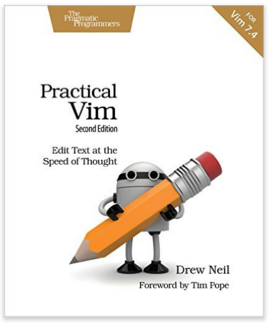 The
Pragmatic
Programmers
FOR
Vim 7.4
Practical
Vim
Second Edition
Edit Text at the
Speed of Thought
Drew Neil
Foreword by Tim Pope